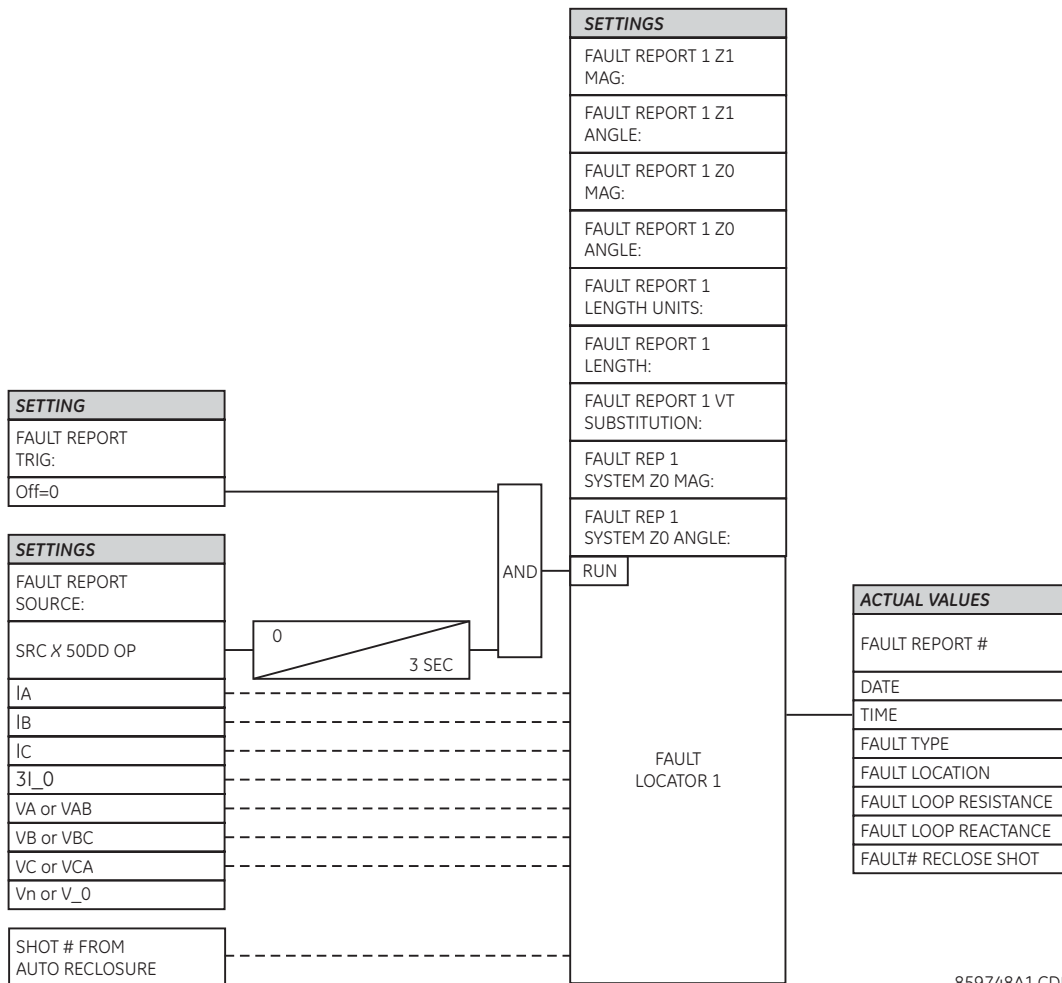 SETTINGS
FAULT REPORT 1 Z1
MAG:
FAULT REPORT 1 Z1
ANGLE:
FAULT REPORT 1 Z0
MAG:
FAULT REPORT 1 Z0
ANGLE:
FAULT REPORT 1
LENGTH UNITS:
FAULT REPORT 1
LENGTH:
FAULT REPORT 1 VT
SUBSTITUTION:
FAULT REP 1
SYSTEM Z0 MAG:
FAULT REP 1
SYSTEM Z0 ANGLE:
SETTING
FAULT REPORT
TRIG:
Off=0
SETTINGS
FAULT REPORT
SOURCE:
SRC X 50DD OP
IA
IB
IC
3I_0
VA or VAB
VB or VBC
VC or VCA
Vn or V_0
SHOT # FROM
AUTO RECLOSURE
0
3 SEC
AND
RUN
FAULT
LOCATOR 1
ACTUAL VALUES
FAULT REPORT #
DATE
TIME
FAULT TYPE
FAULT LOCATION
FAULT LOOP RESISTANCE
FAULT LOOP REACTANCE
FAULT# RECLOSE SHOT